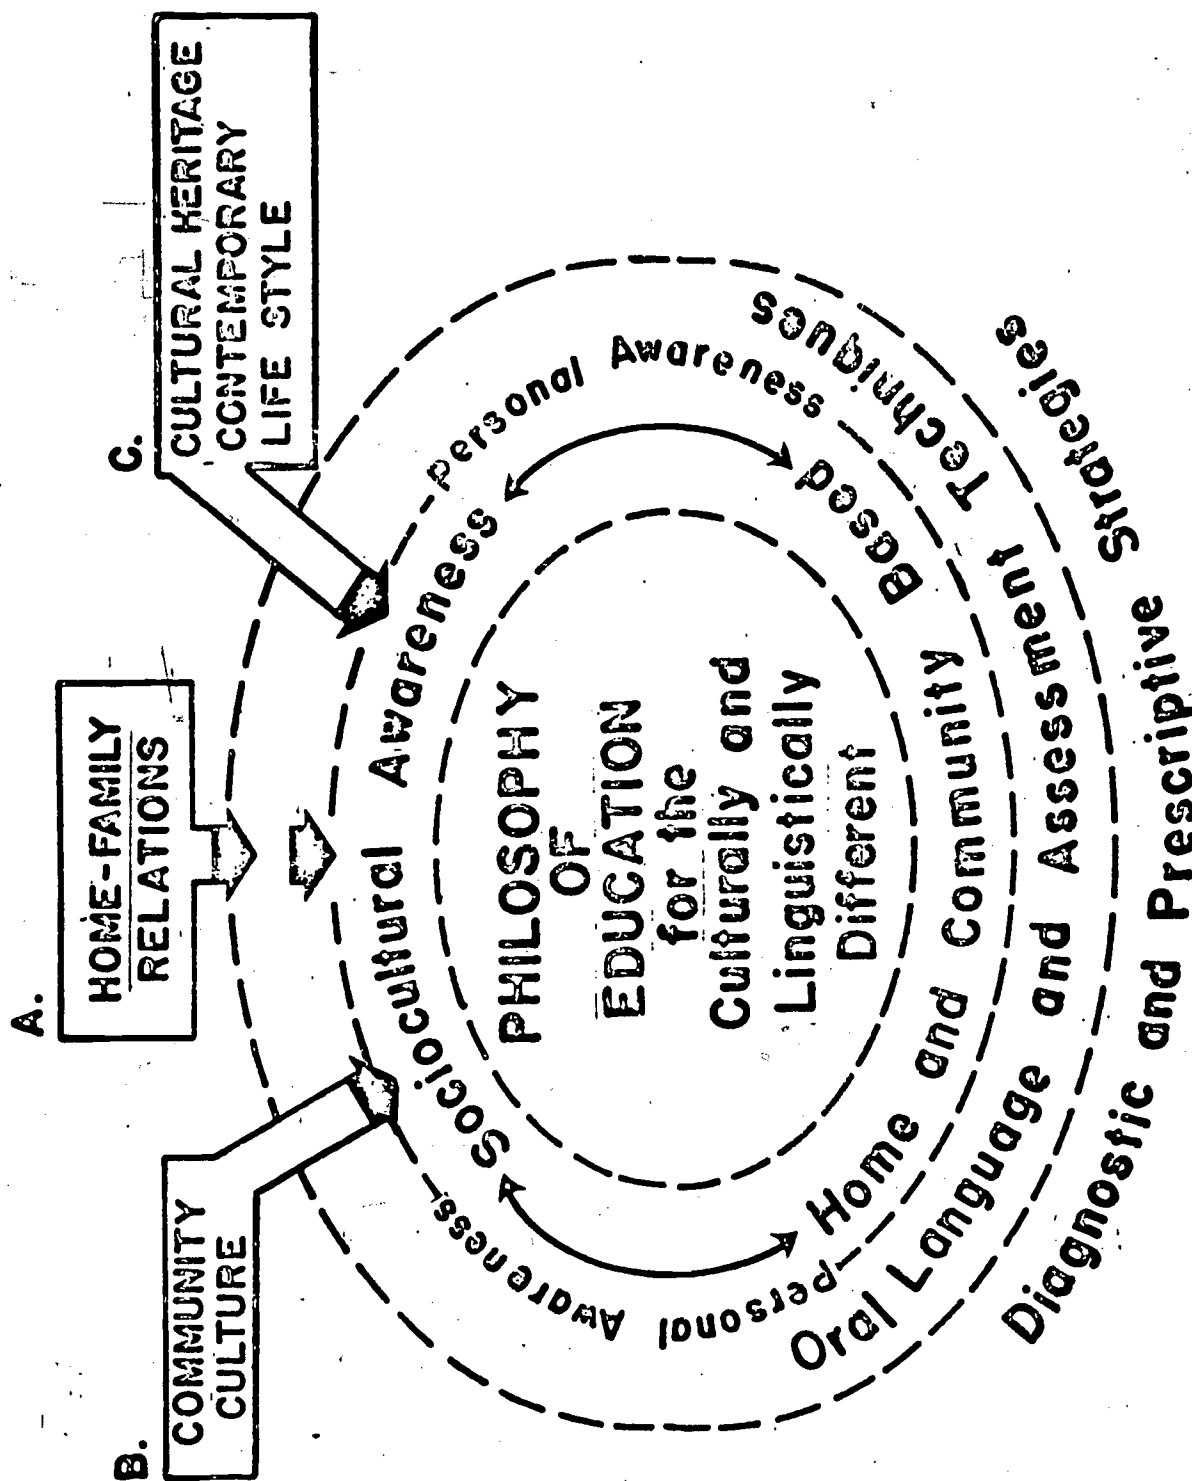 A.
HOME-FAMILY
RELATIONS
B.
COMMUNITY
CULTURE
C.
CULTURAL HERITAGE
CONTEMPORARY
LIFE STYLE
Sociocultural Awareness
Personal Awareness
Personal Awareness
PHILOSOPHY
OF
EDUCATION
for the
Culturally and
Linguistically
Different
Home and Community Based
Oral Language and Assessment Techniques
Diagnostic and Prescriptive Strategies